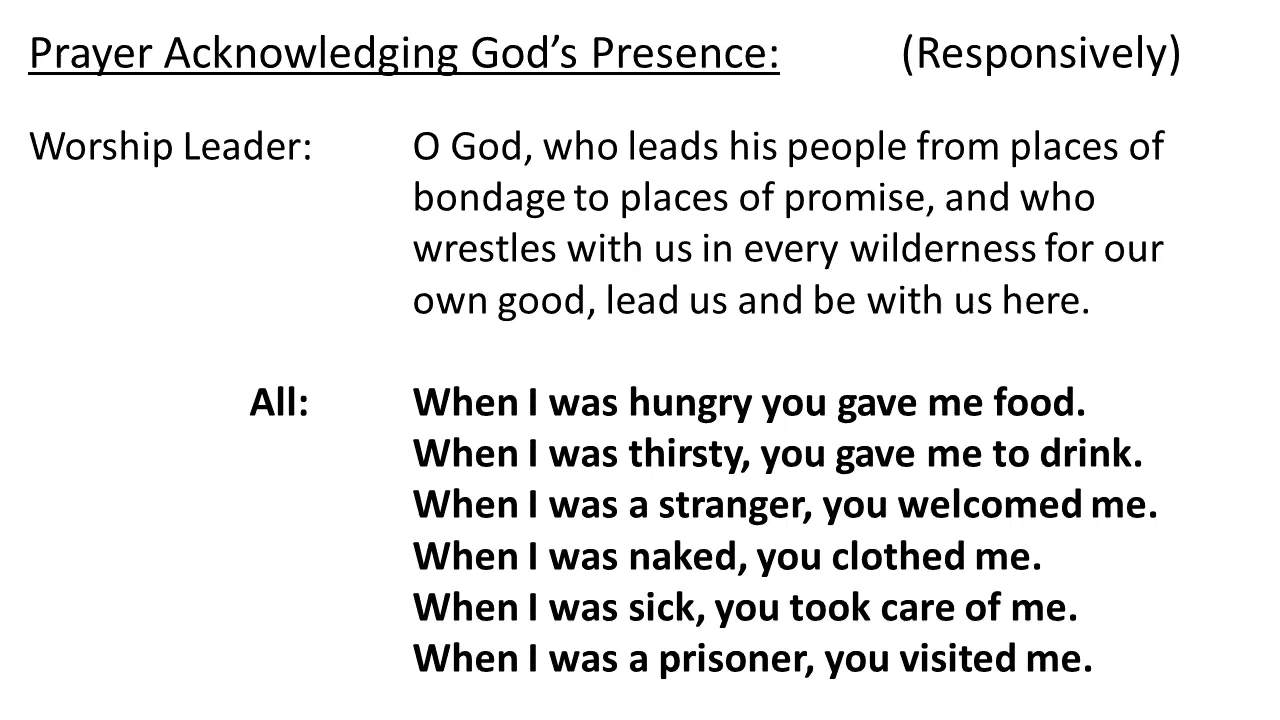 Prayer Acknowledging God’s Presence: (Responsively)
Worship Leader: O God, who leads his people from places of
bondage to places of promise, and who
wrestles with us in every wilderness for our
own good, lead us and be with us here.
All: When I was hungry you gave me food.
When I was thirsty, you gave me to drink.
When I was a stranger, you welcomed me.
When I was naked, you clothed me.
When I was sick, you took care of me.
When I was a prisoner, you visited me.